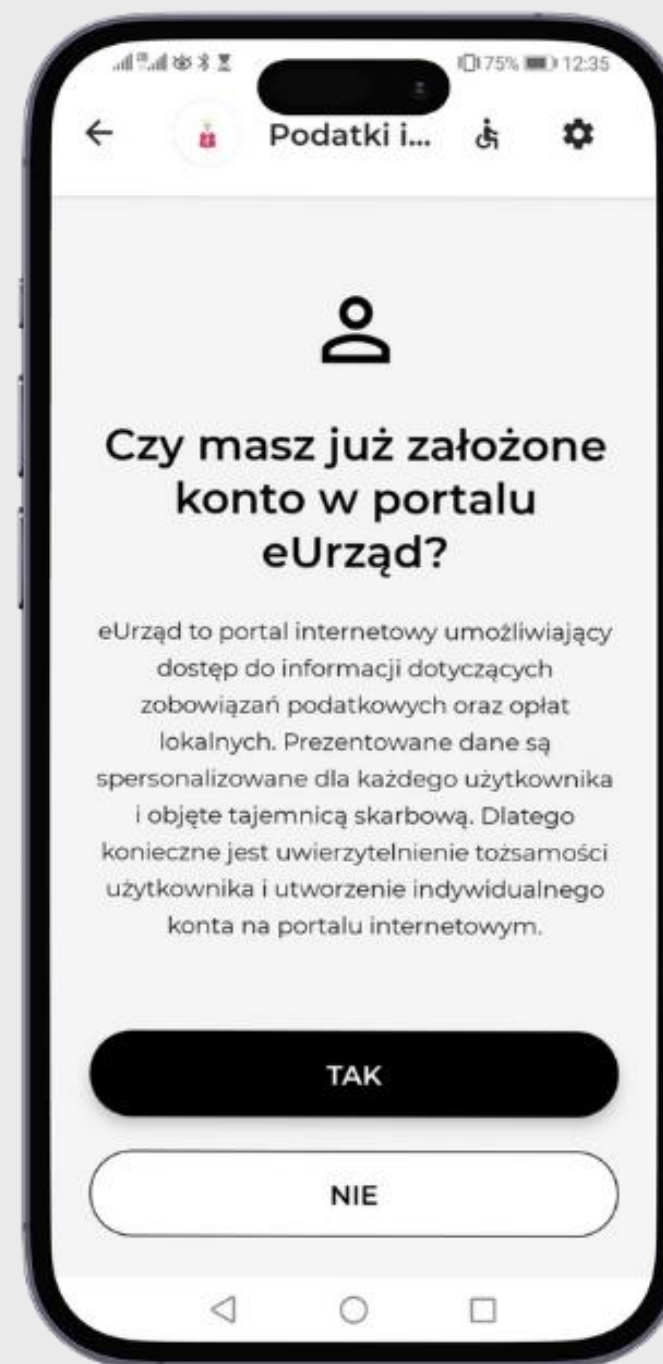 75% 12:35
Podatki i...
Czy masz już założone
konto w portalu
eUrząd?
eUrząd to portal internetowy umożliwiający
dostęp do informacji dotyczących
zobowiązań podatkowych oraz opłat
lokalnych. Prezentowane dane są
spersonalizowane dla każdego użytkownika
i objęte tajemnicą skarbową. Dlatego
konieczne jest uwierzytelnienie tożsamości
użytkownika i utworzenie indywidualnego
konta na portalu internetowym.
TAK
NIE